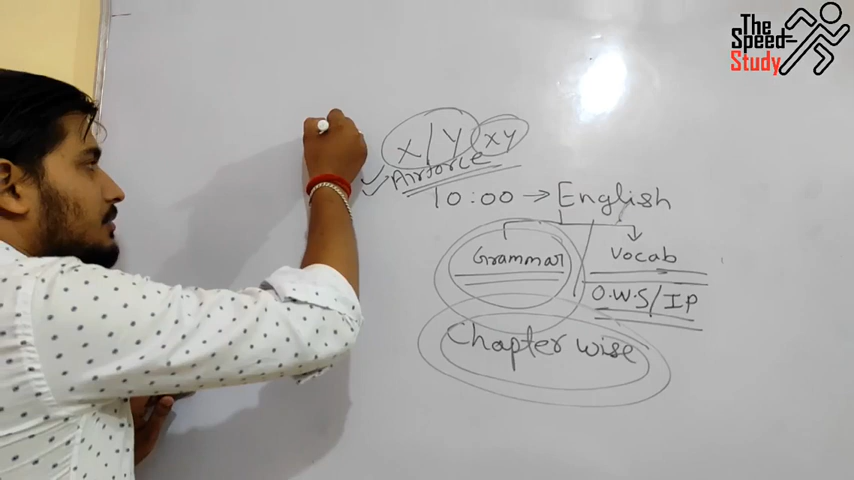 The
Speed
Study
X/Y XY
Airforce
10:00 → English
Grammar Vocab
O.W.S/IP
Chapter wise